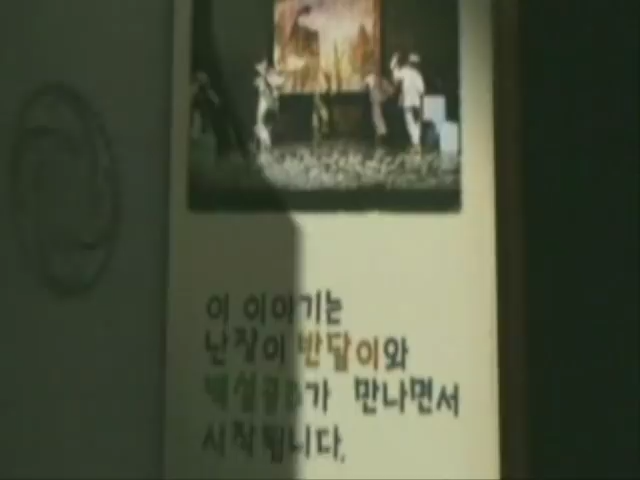 이 이야기는
난장이 반달이와
백설공주가 만나면서
시작됩니다.